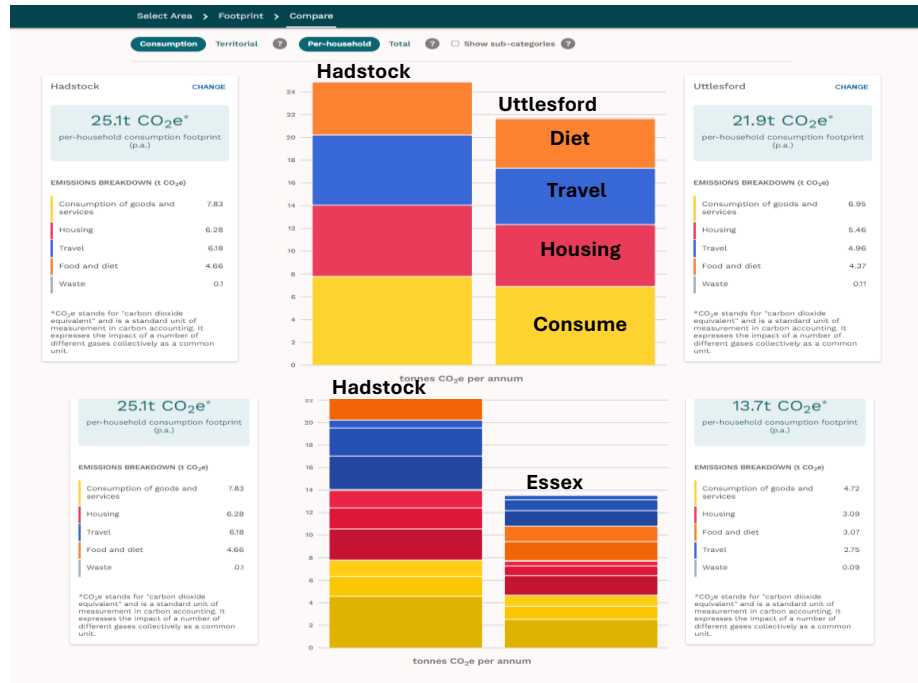 Select Area > Footprint > Compare
Consumption Territorial ? Per-household Total ? Show sub-categories ?
Hadstock CHANGE
25.1t CO₂e*
per-household consumption footprint
(p.a.)
EMISSIONS BREAKDOWN (t CO₂e)
Consumption of goods and
services 7.83
Housing 6.28
Travel 6.18
Food and diet 4.66
Waste 0.1
*CO₂e stands for "carbon dioxide
equivalent" and is a standard unit of
measurement in carbon accounting. It
expresses the impact of a number of
different gases collectively as a common
unit.
Hadstock
Uttlesford
24
22
20
18
16
14
12
10
8
6
4
2
0
Diet
Travel
Housing
Consume
tonnes CO₂e per annum
Uttlesford CHANGE
21.9t CO₂e*
per-household consumption footprint
(p.a.)
EMISSIONS BREAKDOWN (t CO₂e)
Consumption of goods and
services 6.95
Housing 5.46
Travel 4.96
Food and diet 4.37
Waste 0.11
*CO₂e stands for "carbon dioxide
equivalent" and is a standard unit of
measurement in carbon accounting. It
expresses the impact of a number of
different gases collectively as a common
unit.
25.1t CO₂e*
per-household consumption footprint
(p.a.)
EMISSIONS BREAKDOWN (t CO₂e)
Consumption of goods and
services 7.83
Housing 6.28
Travel 6.18
Food and diet 4.66
Waste 0.1
*CO₂e stands for "carbon dioxide
equivalent" and is a standard unit of
measurement in carbon accounting. It
expresses the impact of a number of
different gases collectively as a common
unit.
Hadstock
Essex
22
20
18
16
14
12
10
8
6
4
2
0
tonnes CO₂e per annum
13.7t CO₂e*
per-household consumption footprint
(p.a.)
EMISSIONS BREAKDOWN (t CO₂e)
Consumption of goods and
services 4.72
Housing 3.09
Food and diet 3.07
Travel 2.75
Waste 0.09
*CO₂e stands for "carbon dioxide
equivalent" and is a standard unit of
measurement in carbon accounting. It
expresses the impact of a number of
different gases collectively as a common
unit.